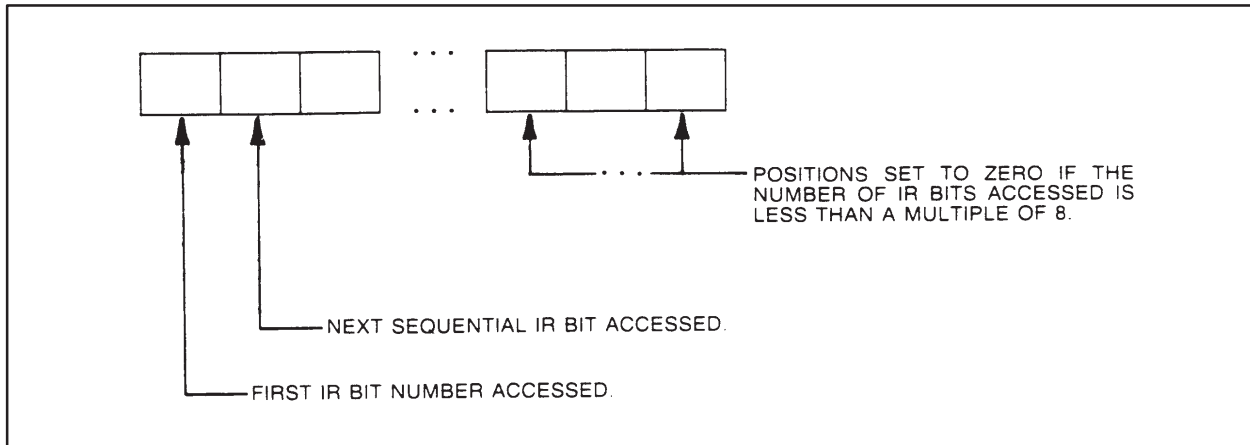 . . .
. . .
. . .
POSITIONS SET TO ZERO IF THE
NUMBER OF IR BITS ACCESSED IS
LESS THAN A MULTIPLE OF 8.
NEXT SEQUENTIAL IR BIT ACCESSED.
FIRST IR BIT NUMBER ACCESSED.